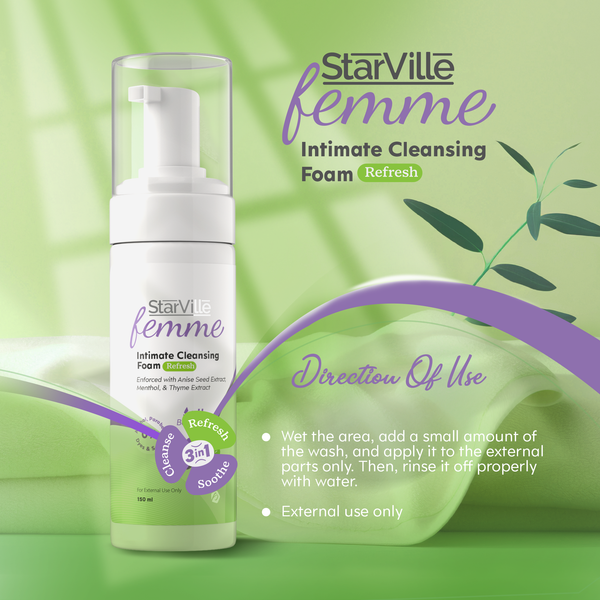 StarVille
femme
Intimate Cleansing
Foam Refresh
StarVille
femme
Intimate Cleansing
Foam Refresh
Enforced with Anise Seed Extract,
Menthol, & Thyme Extract
Cleanse
Refresh
3in1
Soothe
For External Use Only
150 ml
Direction Of Use
Wet the area, add a small amount of
the wash, and apply it to the external
parts only. Then, rinse it off properly
with water.
External use only